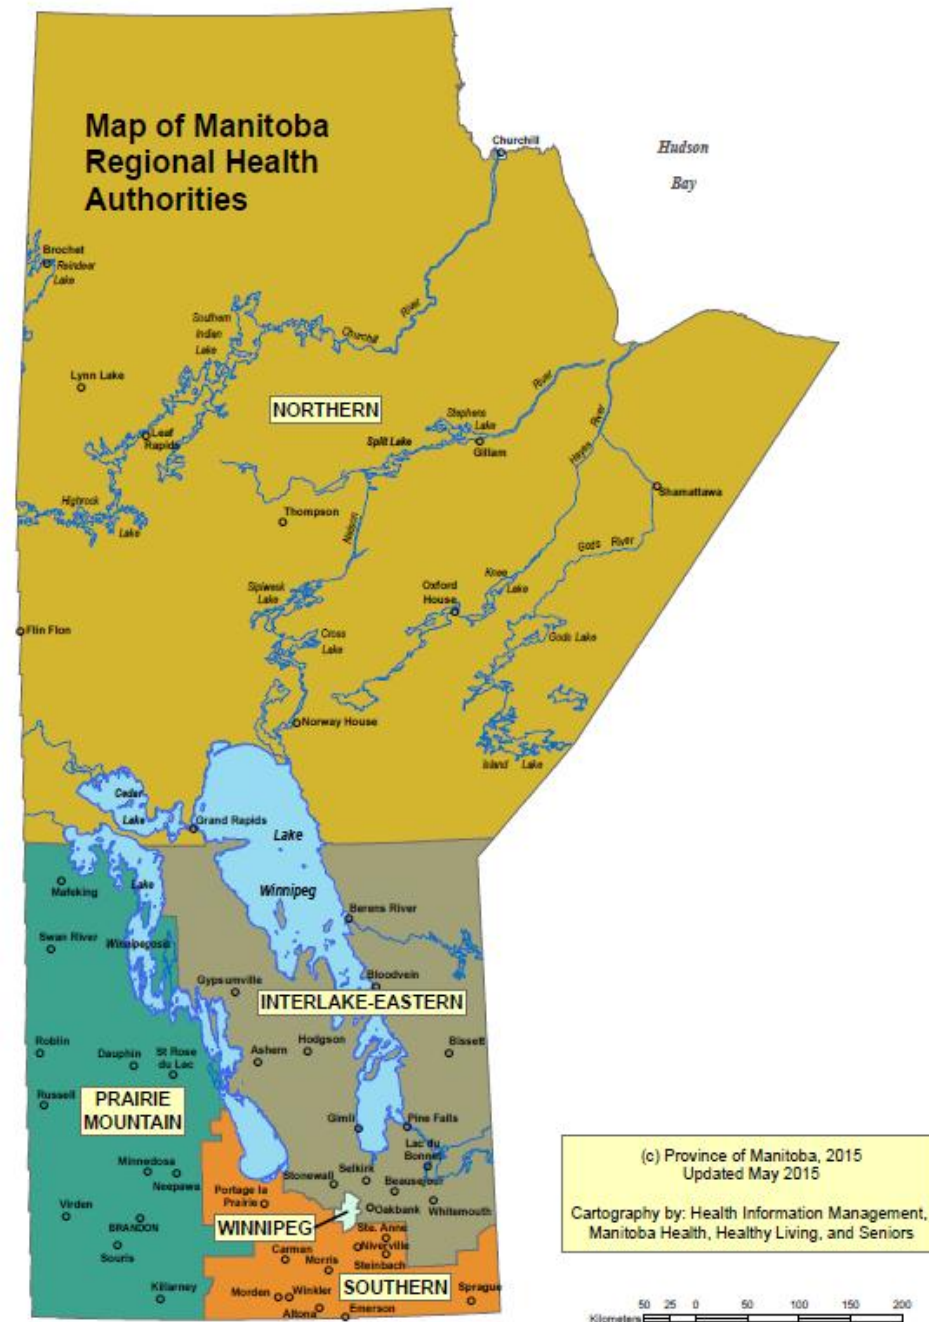 Map of Manitoba
Regional Health
Authorities
Churchill
Hudson
Bay
Brochet
Reindeer
Lake
Southern
Indian
Lake
Churchill
River
Lynn Lake
NORTHERN
Leaf
Rapids
Stephens
Lake
River
Split Lake
Gillam
Hayes
River
Highrock
Lake
Thompson
Nelson
Shamattawa
Gods River
Sipiwesk
Lake
Knee
Lake
Oxford
House
Flin Flon
Cross
Lake
Gods Lake
Norway House
Island Lake
Cedar
Lake
Grand Rapids
Lake
Winnipeg
Mafeking
Lake
Winnipegosis
Berens River
Swan River
Gypsumville
Bloodvein
INTERLAKE-EASTERN
Roblin
Dauphin
St Rose
du Lac
Ashern
Hodgson
Bissett
Russell
PRAIRIE
MOUNTAIN
Gimli
Pine Falls
Lac du
Bonnet
Minnedosa
Neepawa
Stonewall
Selkirk
Beausejour
Portage la
Prairie
Oakbank
Whitemouth
Virden
BRANDON
WINNIPEG
Ste. Anne
Niverville
Souris
Carman
Steinbach
Morris
SOUTHERN
Killarney
Morden
Winkler
Sprague
Altona
Emerson
(c) Province of Manitoba, 2015
Updated May 2015
Cartography by: Health Information Management,
Manitoba Health, Healthy Living, and Seniors
50 25 0 50 100 150 200
Kilometers